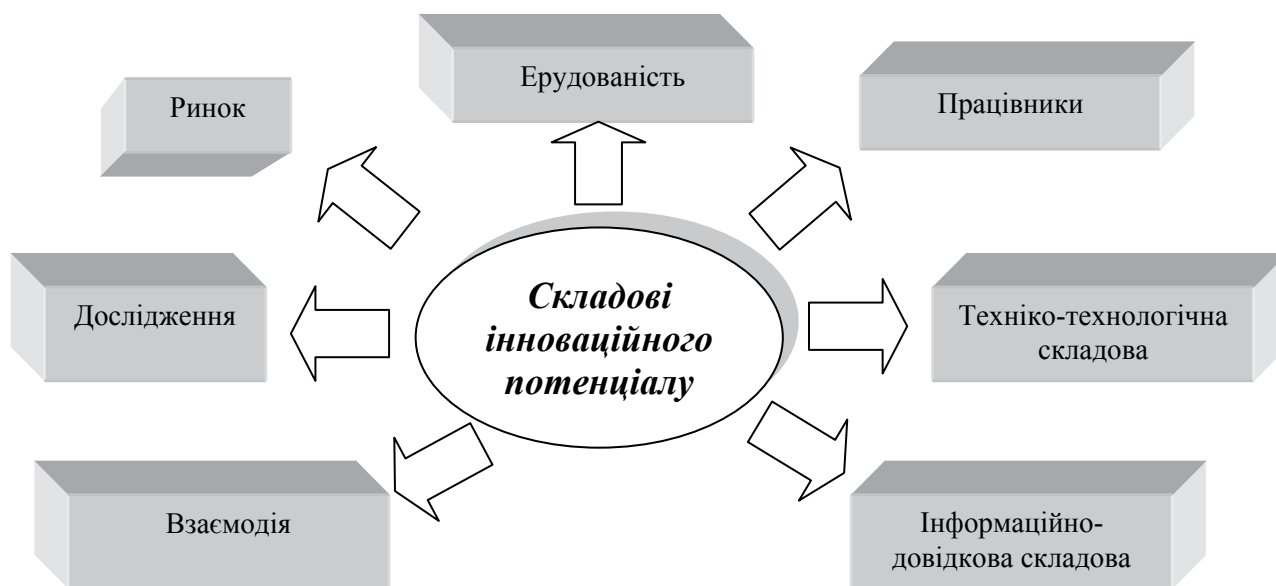 Ерудованість
Працівники
Ринок
Дослідження
Складові
інноваційного
потенціалу
Техніко-технологічна
складова
Взаємодія
Інформаційно-
довідкова складова